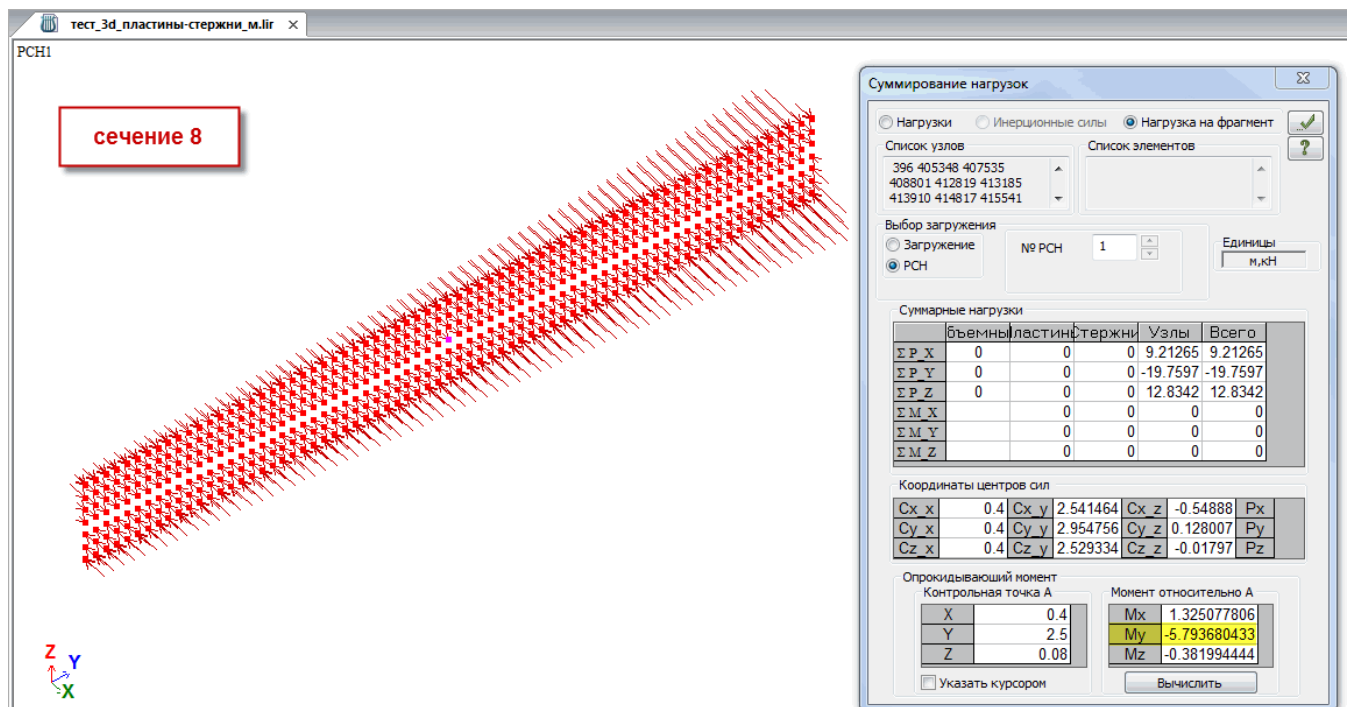 тест_3d_пластины-стержни_м.lir ×
РСН1
сечение 8
Z
Y
X
Суммирование нагрузок
Нагрузки Инерционные силы Нагрузка на фрагмент
Список узлов Список элементов
396 405348 407535
408801 412819 413185
413910 414817 415541
?
Выбор загружения
Загружение
РСН
№ РСН 1
Единицы
м,кН
Суммарные нагрузки
бъемны ластинь Стержни Узлы Всего
Σ P_X 0 0 0 9.21265 9.21265
Σ P_Y 0 0 0 -19.7597 -19.7597
Σ P_Z 0 0 0 12.8342 12.8342
Σ M_X 0 0 0 0
Σ M_Y 0 0 0 0
Σ M_Z 0 0 0 0
Координаты центров сил
Cx_x 0.4 Cx_y 2.541464 Cx_z -0.54888 Px
Cy_x 0.4 Cy_y 2.954756 Cy_z 0.128007 Py
Cz_x 0.4 Cz_y 2.529334 Cz_z -0.01797 Pz
Опрокидывающий момент
Контрольная точка А Момент относительно А
X 0.4 Mx 1.325077806
Y 2.5 My -5.793680433
Z 0.08 Mz -0.381994444
Указать курсором Вычислить